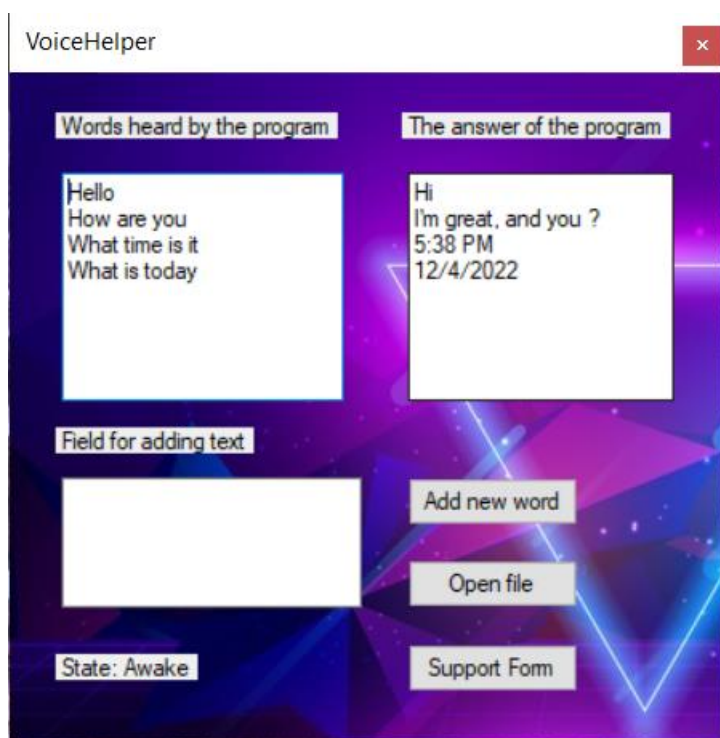 VoiceHelper
Words heard by the program
The answer of the program
Hello
How are you
What time is it
What is today
Hi
I'm great, and you ?
5:38 PM
12/4/2022
Field for adding text
Add new word
Open file
State: Awake
Support Form